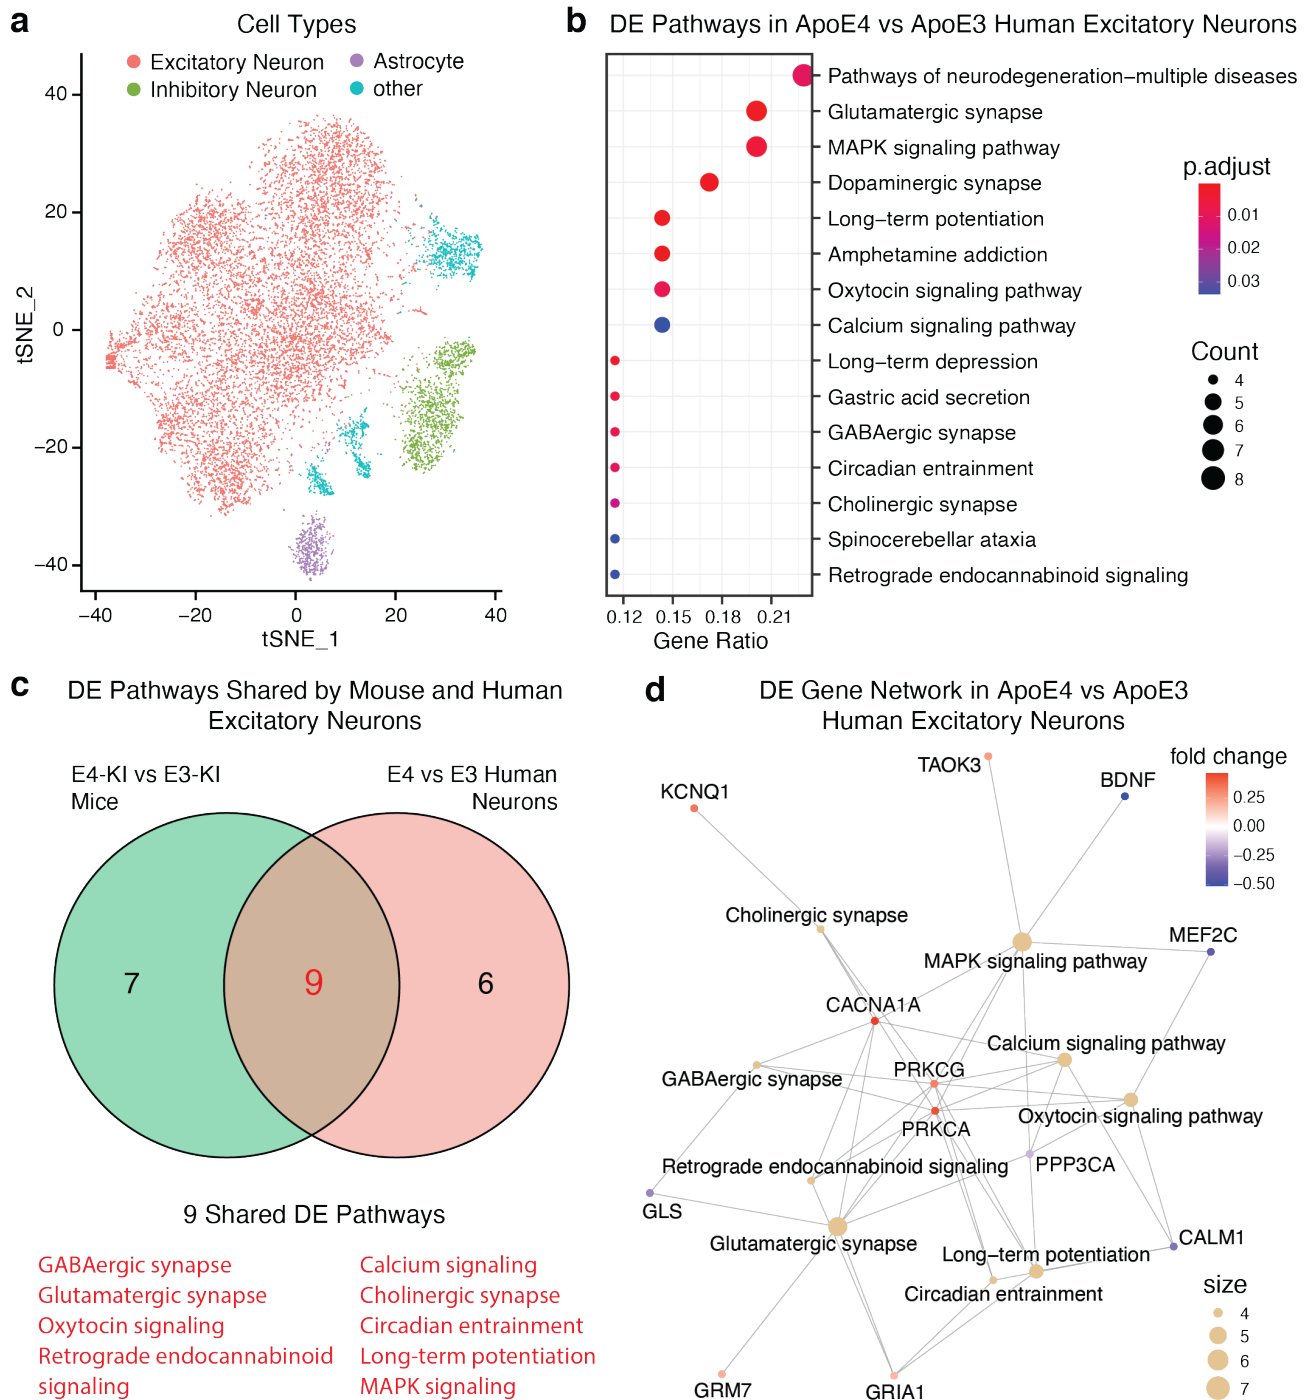 a
Cell Types
Excitatory Neuron
Astrocyte
Inhibitory Neuron
other
40
20
0
−20
−40
tSNE_2
−40
−20
0
20
40
tSNE_1
b
DE Pathways in ApoE4 vs ApoE3 Human Excitatory Neurons
Pathways of neurodegeneration−multiple diseases
Glutamatergic synapse
MAPK signaling pathway
Dopaminergic synapse
Long−term potentiation
Amphetamine addiction
Oxytocin signaling pathway
Calcium signaling pathway
Long−term depression
Gastric acid secretion
GABAergic synapse
Circadian entrainment
Cholinergic synapse
Spinocerebellar ataxia
Retrograde endocannabinoid signaling
0.12
0.15
0.18
0.21
Gene Ratio
p.adjust
0.01
0.02
0.03
Count
4
5
6
7
8
c
DE Pathways Shared by Mouse and Human
Excitatory Neurons
E4-KI vs E3-KI
Mice
E4 vs E3 Human
Neurons
7
9
6
9 Shared DE Pathways
GABAergic synapse
Glutamatergic synapse
Oxytocin signaling
Retrograde endocannabinoid
signaling
Calcium signaling
Cholinergic synapse
Circadian entrainment
Long-term potentiation
MAPK signaling
d
DE Gene Network in ApoE4 vs ApoE3
Human Excitatory Neurons
TAOK3
BDNF
KCNQ1
fold change
0.25
0.00
−0.25
−0.50
Cholinergic synapse
MEF2C
MAPK signaling pathway
CACNA1A
Calcium signaling pathway
PRKCG
GABAergic synapse
Oxytocin signaling pathway
PRKCA
Retrograde endocannabinoid signaling
PPP3CA
GLS
CALM1
Glutamatergic synapse
Long−term potentiation
Circadian entrainment
size
4
5
6
7
GRM7
GRIA1